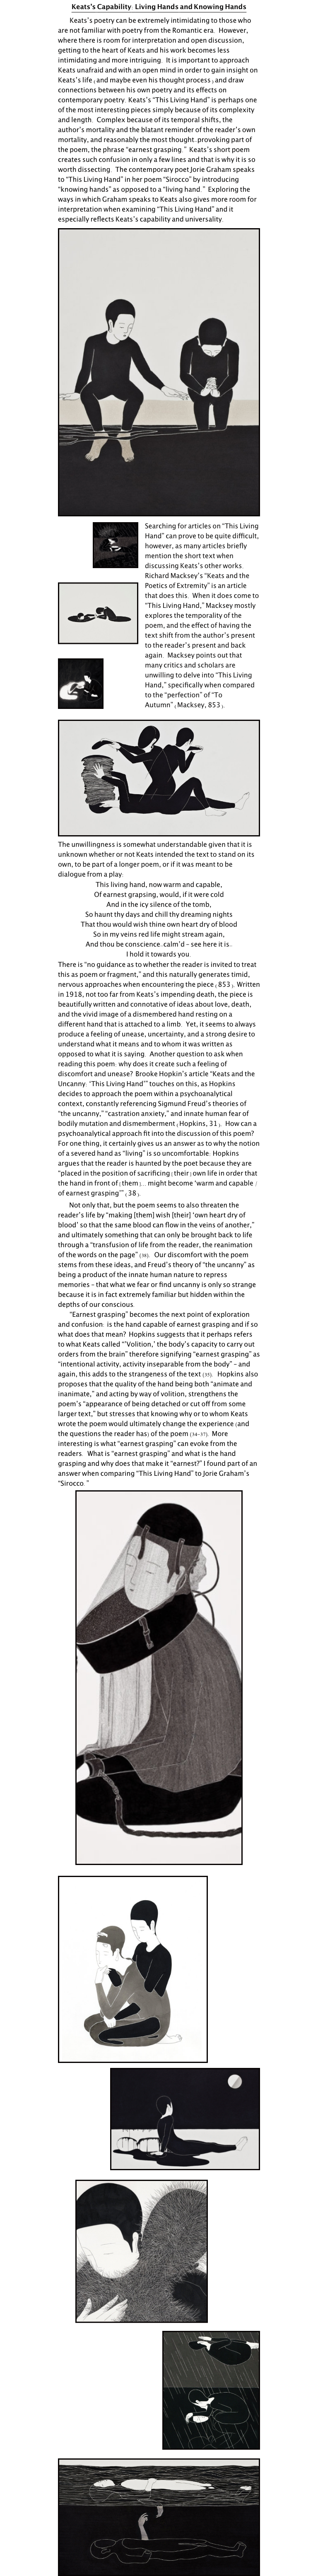 Keats's Capability: Living Hands and Knowing Hands
Keats's poetry can be extremely intimidating to those who
are not familiar with poetry from the Romantic era. However,
where there is room for interpretation and open discussion,
getting to the heart of Keats and his work becomes less
intimidating and more intriguing. It is important to approach
Keats unafraid and with an open mind in order to gain insight on
Keats's life (and maybe even his thought process) and draw
connections between his own poetry and its effects on
contemporary poetry. Keats's "This Living Hand" is perhaps one
of the most interesting pieces simply because of its complexity
and length. Complex because of its temporal shifts, the
author's mortality and the blatant reminder of the reader's own
mortality, and reasonably the most thought-provoking part of
the poem, the phrase "earnest grasping." Keats's short poem
creates such confusion in only a few lines and that is why it is so
worth dissecting. The contemporary poet Jorie Graham speaks
to "This Living Hand" in her poem "Sirocco" by introducing
"knowing hands" as opposed to a "living hand." Exploring the
ways in which Graham speaks to Keats also gives more room for
interpretation when examining "This Living Hand" and it
especially reflects Keats's capability and universality.
Searching for articles on "This Living
Hand" can prove to be quite difficult,
however, as many articles briefly
mention the short text when
discussing Keats's other works.
Richard Macksey's "Keats and the
Poetics of Extremity" is an article
that does this. When it does come to
"This Living Hand," Macksey mostly
explores the temporality of the
poem, and the effect of having the
text shift from the author's present
to the reader's present and back
again. Macksey points out that
many critics and scholars are
unwilling to delve into "This Living
Hand," specifically when compared
to the "perfection" of "To
Autumn" (Macksey, 853).
The unwillingness is somewhat understandable given that it is
unknown whether or not Keats intended the text to stand on its
own, to be part of a longer poem, or if it was meant to be
dialogue from a play:
This living hand, now warm and capable,
Of earnest grapsing, would, if it were cold
And in the icy silence of the tomb,
So haunt thy days and chill thy dreaming nights
That thou would wish thine own heart dry of blood
So in my veins red life might stream again,
And thou be conscience-calm'd – see here it is-
I hold it towards you.
There is "no guidance as to whether the reader is invited to treat
this as poem or fragment," and this naturally generates timid,
nervous approaches when encountering the piece (853). Written
in 1918, not too far from Keats's impending death, the piece is
beautifully written and connotative of ideas about love, death,
and the vivid image of a dismembered hand resting on a
different hand that is attached to a limb. Yet, it seems to always
produce a feeling of unease, uncertainty, and a strong desire to
understand what it means and to whom it was written as
opposed to what it is saying. Another question to ask when
reading this poem: why does it create such a feeling of
discomfort and unease? Brooke Hopkin's article "Keats and the
Uncanny: 'This Living Hand'" touches on this, as Hopkins
decides to approach the poem within a psychoanalytical
context, constantly referencing Sigmund Freud's theories of
"the uncanny," "castration anxiety," and innate human fear of
bodily mutation and dismemberment (Hopkins, 31). How can a
psychoanalytical approach fit into the discussion of this poem?
For one thing, it certainly gives us an answer as to why the notion
of a severed hand as "living" is so uncomfortable. Hopkins
argues that the reader is haunted by the poet because they are
"placed in the position of sacrificing (their) own life in order that
the hand in front of (them)... might become 'warm and capable /
of earnest grasping'" (38).
Not only that, but the poem seems to also threaten the
reader's life by "making [them] wish [their] 'own heart dry of
blood' so that the same blood can flow in the veins of another,"
and ultimately something that can only be brought back to life
through a "transfusion of life from the reader, the reanimation
of the words on the page" (38). Our discomfort with the poem
stems from these ideas, and Freud's theory of "the uncanny" as
being a product of the innate human nature to repress
memories – that what we fear or find uncanny is only so strange
because it is in fact extremely familiar but hidden within the
depths of our conscious.
"Earnest grasping" becomes the next point of exploration
and confusion: is the hand capable of earnest grasping and if so
what does that mean? Hopkins suggests that it perhaps refers
to what Keats called "'Volition,' the body's capacity to carry out
orders from the brain" therefore signifying "earnest grasping" as
"intentional activity, activity inseparable from the body" – and
again, this adds to the strangeness of the text (35). Hopkins also
proposes that the quality of the hand being both "animate and
inanimate," and acting by way of volition, strengthens the
poem's "appearance of being detached or cut off from some
larger text," but stresses that knowing why or to whom Keats
wrote the poem would ultimately change the experience (and
the questions the reader has) of the poem (34-37). More
interesting is what "earnest grasping" can evoke from the
readers. What is "earnest grasping" and what is the hand
grasping and why does that make it "earnest?" I found part of an
answer when comparing "This Living Hand" to Jorie Graham's
"Sirocco."